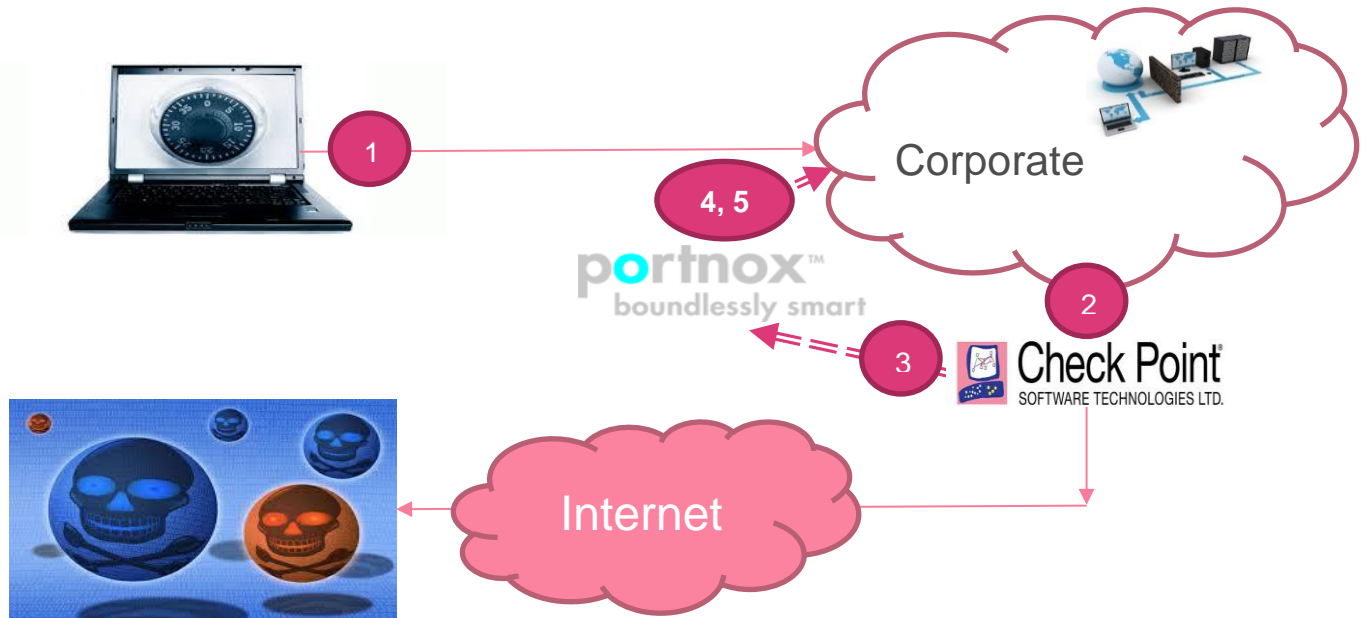 1
Corporate
4, 5
portnox™
boundlessly smart
2
3
Check Point®
SOFTWARE TECHNOLOGIES LTD.
Internet